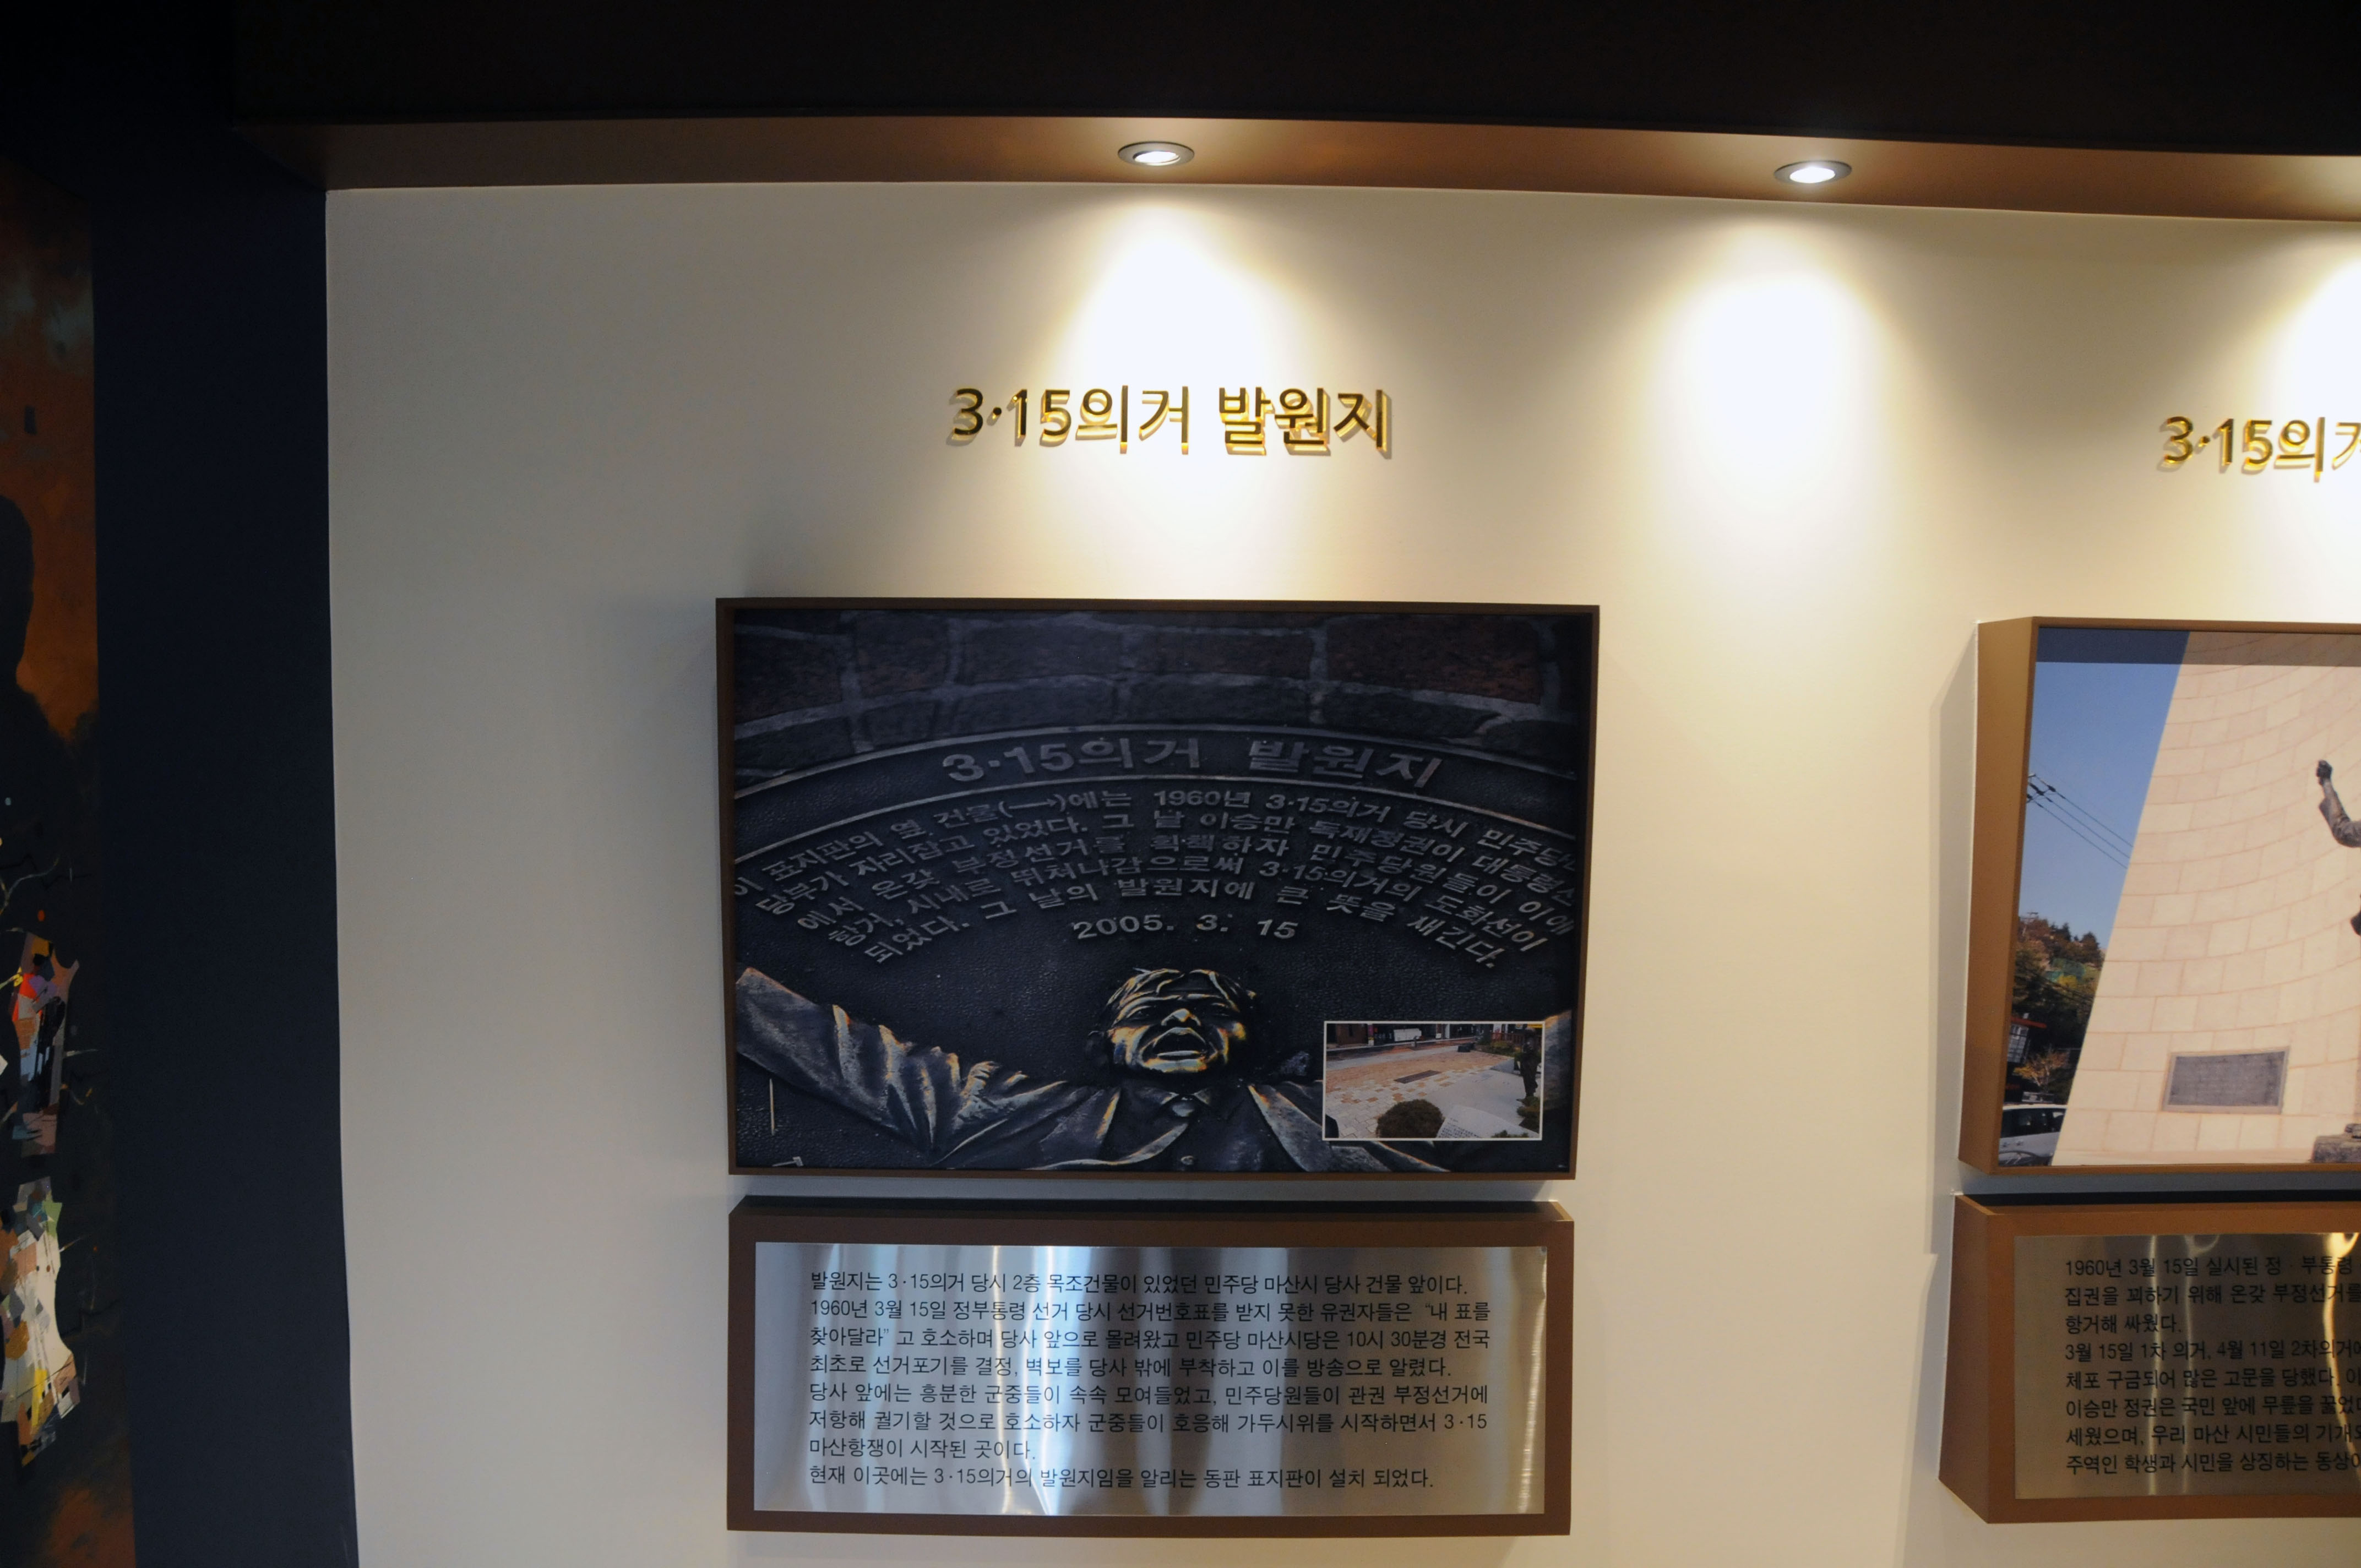 3·15의거 발원지
3·15의거
3·15의거 발원지
이 표지판의 옆 건물(→)에는 1960년 3·15의거 당시 민주당
당부가 자리잡고 있었다. 그 날 이승만 독재정권이 대통령선
에서 온갖 부정선거를 획책하자 민주당원들이 이에
항거, 시내로 뛰쳐나감으로써 3·15의거의 도화선이
되었다. 그 날의 발원지에 큰 뜻을 새긴다.
2005. 3. 15
발원지는 3·15의거 당시 2층 목조건물이 있었던 민주당 마산시 당사 건물 앞이다.
1960년 3월 15일 정부통령 선거 당시 선거번호표를 받지 못한 유권자들은 “내 표를
찾아달라” 고 호소하며 당사 앞으로 몰려왔고 민주당 마산시당은 10시 30분경 전국
최초로 선거포기를 결정, 벽보를 당사 밖에 부착하고 이를 방송으로 알렸다.
당사 앞에는 흥분한 군중들이 속속 모여들었고, 민주당원들이 관권 부정선거에
저항해 궐기할 것으로 호소하자 군중들이 호응해 가두시위를 시작하면서 3·15
마산항쟁이 시작된 곳이다.
현재 이곳에는 3·15의거의 발원지임을 알리는 동판 표지판이 설치 되었다.
1960년 3월 15일 실시된 정·부통령
집권을 꾀하기 위해 온갖 부정선거를
항거해 싸웠다.
3월 15일 1차 의거, 4월 11일 2차의거
체포 구금되어 많은 고문을 당했다.
이승만 정권은 국민 앞에 무릎을
세웠으며, 우리 마산 시민들의
주역인 학생과 시민을 상징하는